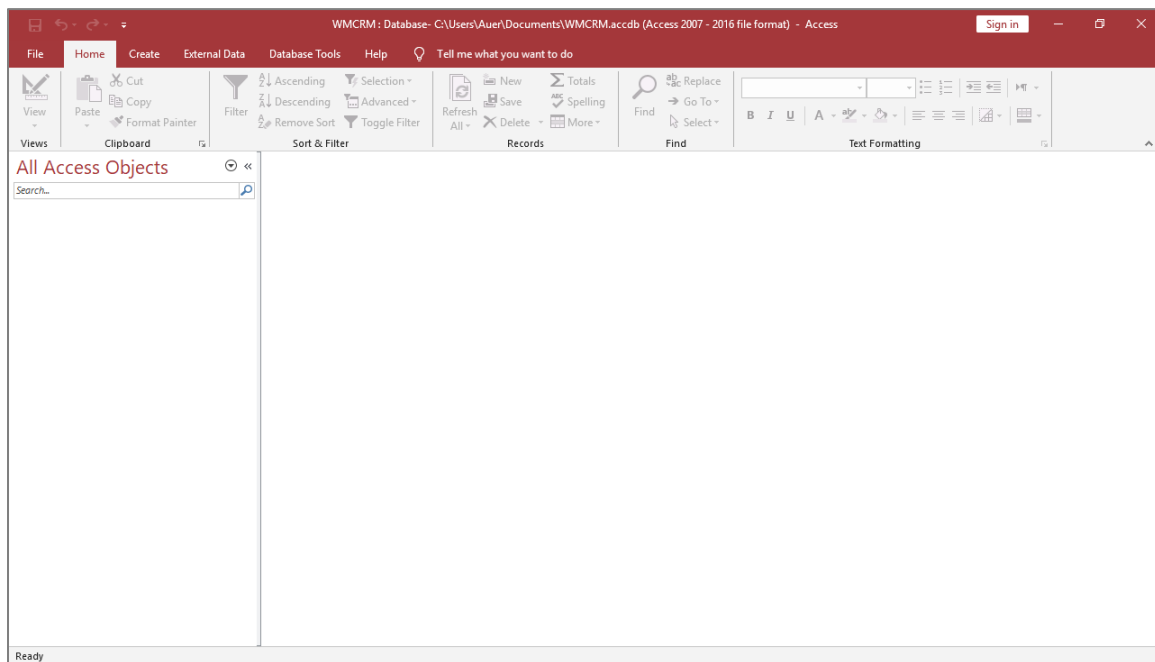 WMCRM : Database- C:\Users\Auer\Documents\WMCRM.accdb (Access 2007 - 2016 file format) - Access
Sign in
File Home Create External Data Database Tools Help Tell me what you want to do
View
Views
Paste
Cut
Copy
Format Painter
Clipboard
Filter
Ascending
Descending
Remove Sort
Selection
Advanced
Toggle Filter
Sort & Filter
Refresh
All
New
Save
Delete
Totals
Spelling
More
Records
Find
Replace
Go To
Select
Find
B I U A
Text Formatting
All Access Objects
Search...
Ready